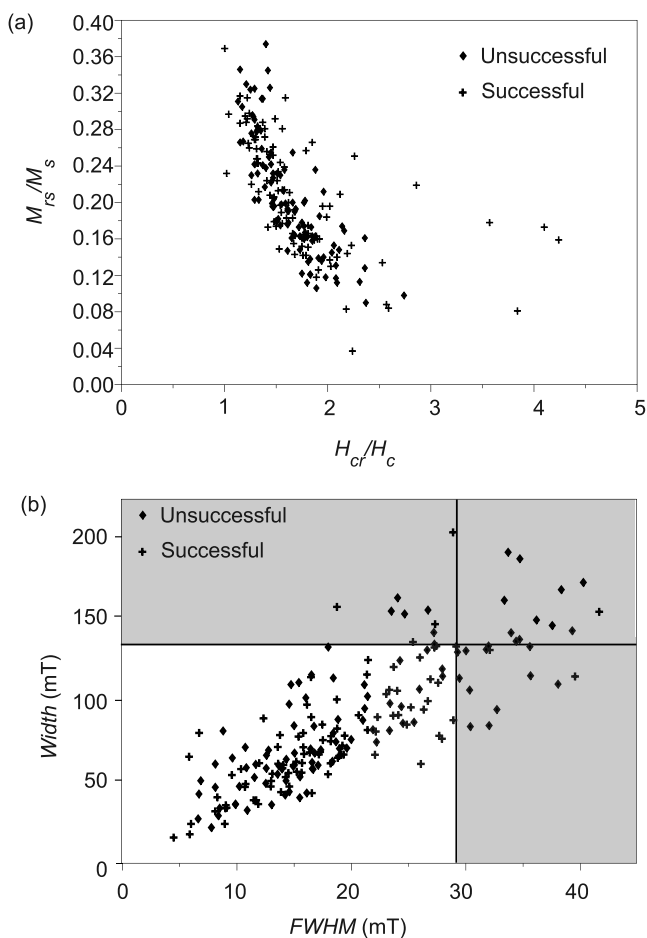 (a)
0.40
0.36
0.32
0.28
0.24
0.20
0.16
0.12
0.08
0.04
0.00
Mrs/Ms
Unsuccessful
Successful
0 1 2 3 4 5
Hcr/Hc
(b)
Unsuccessful
Successful
200
150
100
50
0
Width (mT)
0 10 20 30 40
FWHM (mT)